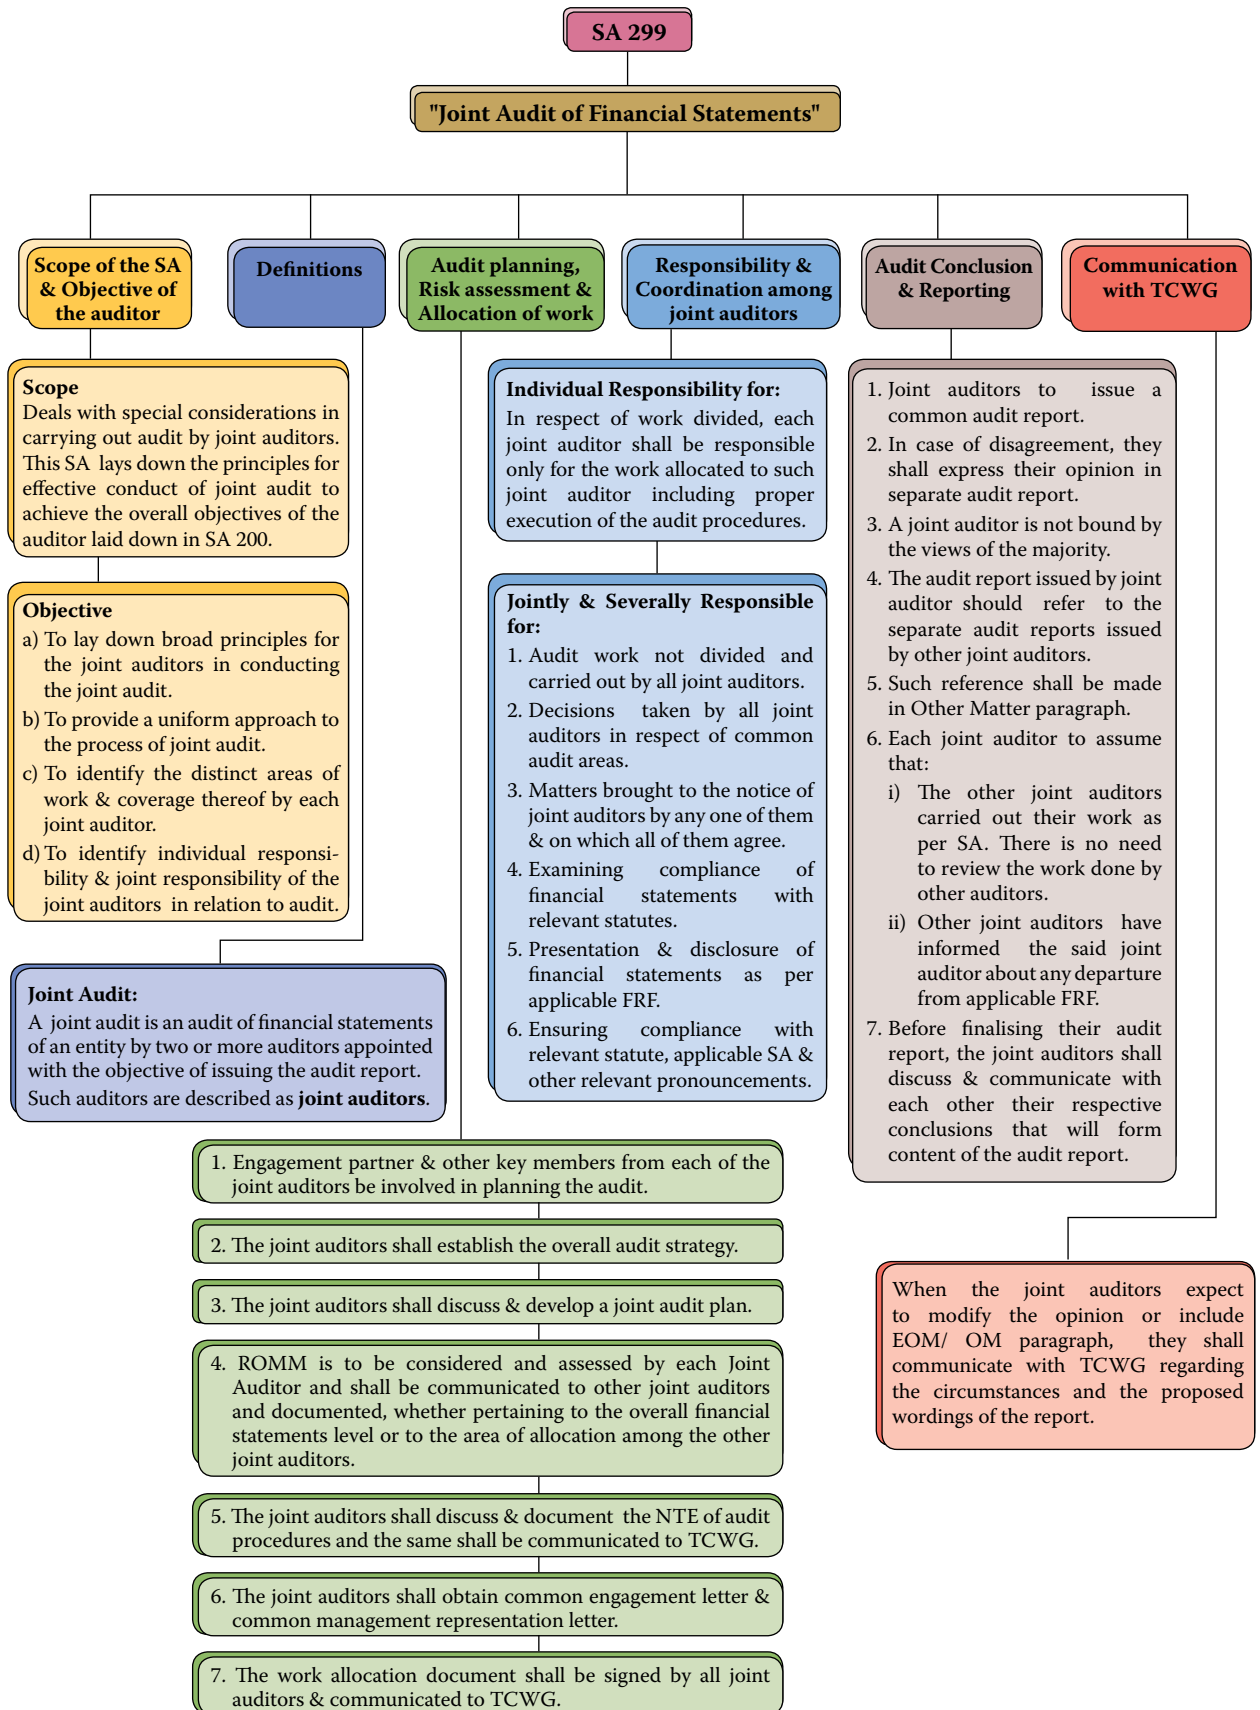 SA 299
"Joint Audit of Financial Statements"
Scope of the SA
& Objective of
the auditor
Definitions
Audit planning,
Risk assessment &
Allocation of work
Responsibility &
Coordination among
joint auditors
Audit Conclusion
& Reporting
Communication
with TCWG
Scope
Deals with special considerations in
carrying out audit by joint auditors.
This SA lays down the principles for
effective conduct of joint audit to
achieve the overall objectives of the
auditor laid down in SA 200.
Objective
a) To lay down broad principles for
the joint auditors in conducting
the joint audit.
b) To provide a uniform approach to
the process of joint audit.
c) To identify the distinct areas of
work & coverage thereof by each
joint auditor.
d) To identify individual responsi-
bility & joint responsibility of the
joint auditors in relation to audit.
Joint Audit:
A joint audit is an audit of financial statements
of an entity by two or more auditors appointed
with the objective of issuing the audit report.
Such auditors are described as joint auditors.
Individual Responsibility for:
In respect of work divided, each
joint auditor shall be responsible
only for the work allocated to such
joint auditor including proper
execution of the audit procedures.
Jointly & Severally Responsible
for:
1. Audit work not divided and
carried out by all joint auditors.
2. Decisions taken by all joint
auditors in respect of common
audit areas.
3. Matters brought to the notice of
joint auditors by any one of them
& on which all of them agree.
4. Examining compliance of
financial statements with
relevant statutes.
5. Presentation & disclosure of
financial statements as per
applicable FRF.
6. Ensuring compliance with
relevant statute, applicable SA &
other relevant pronouncements.
1. Joint auditors to issue a
common audit report.
2. In case of disagreement, they
shall express their opinion in
separate audit report.
3. A joint auditor is not bound by
the views of the majority.
4. The audit report issued by joint
auditor should refer to the
separate audit reports issued
by other joint auditors.
5. Such reference shall be made
in Other Matter paragraph.
6. Each joint auditor to assume
that:
i) The other joint auditors
carried out their work as
per SA. There is no need
to review the work done by
other auditors.
ii) Other joint auditors have
informed the said joint
auditor about any departure
from applicable FRF.
7. Before finalising their audit
report, the joint auditors shall
discuss & communicate with
each other their respective
conclusions that will form
content of the audit report.
1. Engagement partner & other key members from each of the
joint auditors be involved in planning the audit.
2. The joint auditors shall establish the overall audit strategy.
3. The joint auditors shall discuss & develop a joint audit plan.
4. ROMM is to be considered and assessed by each Joint
Auditor and shall be communicated to other joint auditors
and documented, whether pertaining to the overall financial
statements level or to the area of allocation among the other
joint auditors.
5. The joint auditors shall discuss & document the NTE of audit
procedures and the same shall be communicated to TCWG.
6. The joint auditors shall obtain common engagement letter &
common management representation letter.
7. The work allocation document shall be signed by all joint
auditors & communicated to TCWG.
When the joint auditors expect
to modify the opinion or include
EOM/ OM paragraph, they shall
communicate with TCWG regarding
the circumstances and the proposed
wordings of the report.